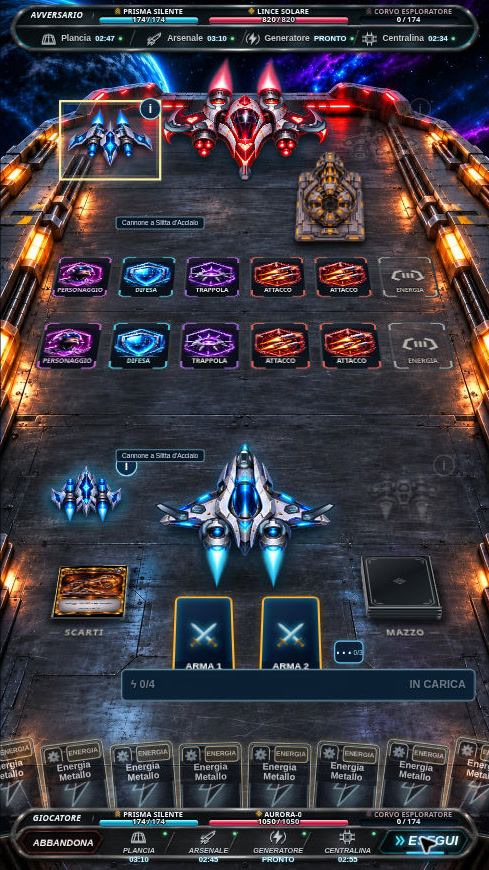 AVVERSARIO
PRISMA SILENTE
174/174
LINCE SOLARE
820/820
CORVO ESPLORATORE
0 / 174
Plancia 02:47
Arsenale 03:10
Generatore PRONTO
Centralina 02:34
i
Cannone a Slitta d'Acciaio
PERSONAGGIO DIFESA TRAPPOLA ATTACCO ATTACCO ENERGIA
PERSONAGGIO DIFESA TRAPPOLA ATTACCO ATTACCO ENERGIA
Cannone a Slitta d'Acciaio
i
SCARTI
MAZZO
ARMA 1
ARMA 2
0/3
0/4
IN CARICA
ENERGIA ENERGIA ENERGIA ENERGIA ENERGIA ENERGIA ENERGIA
Energia Metallo
Energia Metallo
Energia Metallo
Energia Metallo
Energia Metallo
Energia Metallo
GIOCATORE
PRISMA SILENTE
174/174
AURORA-0
1050/1050
CORVO ESPLORATORE
0 / 174
ABBANDONA
PLANCIA
03:10
ARSENALE
02:45
GENERATORE
PRONTO
CENTRALINA
02:55
ESEGUI